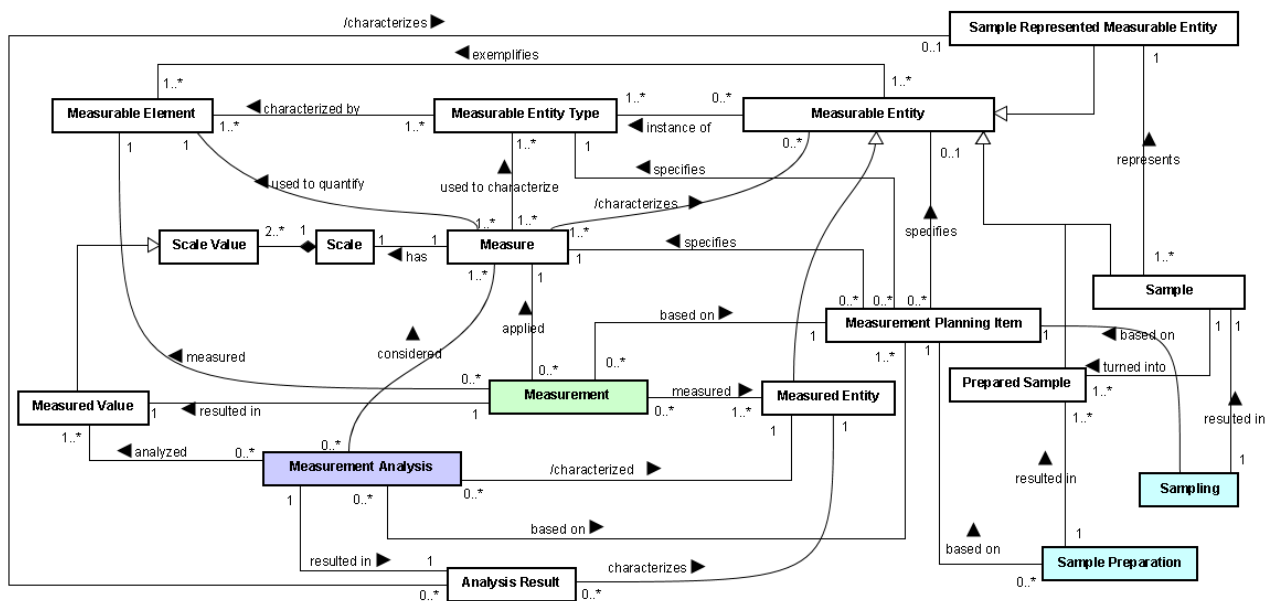 /characterizes ►
Sample Represented Measurable Entity
0..1
1
◄ exemplifies
1..*
1..*
Measurable Element
◄ characterized by
1..*
1..*
Measurable Entity Type
1..*
0..*
◄ instance of
Measurable Entity
1
1..*
1
0..*
0..1
▲
represents
◄ used to quantify
▲
used to characterize
◄ specifies
/characterizes ►
▲
specifies
1..*
1..*
1..*
Scale Value
2..*
1
Scale
1
1
◄ has
Measure
1
◄ specifies
1..*
Sample
1..*
1
0..*
0..*
0..*
1
1
▲
applied
based on ►
1
Measurement Planning Item
1
◄ based on
▲
considered
◄ measured
0..*
1..*
1
◄ turned into
Prepared Sample
1..*
0..*
0..*
Measurement
measured ►
0..*
1..*
Measured Entity
Measured Value
1
◄ resulted in
1
1..*
▲
resulted in
1..*
◄ analyzed
0..*
0..*
Measurement Analysis
/characterized ►
1
1
1
0..*
0..*
1
▲
resulted in
Sampling
based on ►
1
▲
based on
resulted in ►
1
characterizes ►
Sample Preparation
0..*
Analysis Result
0..*
0..*